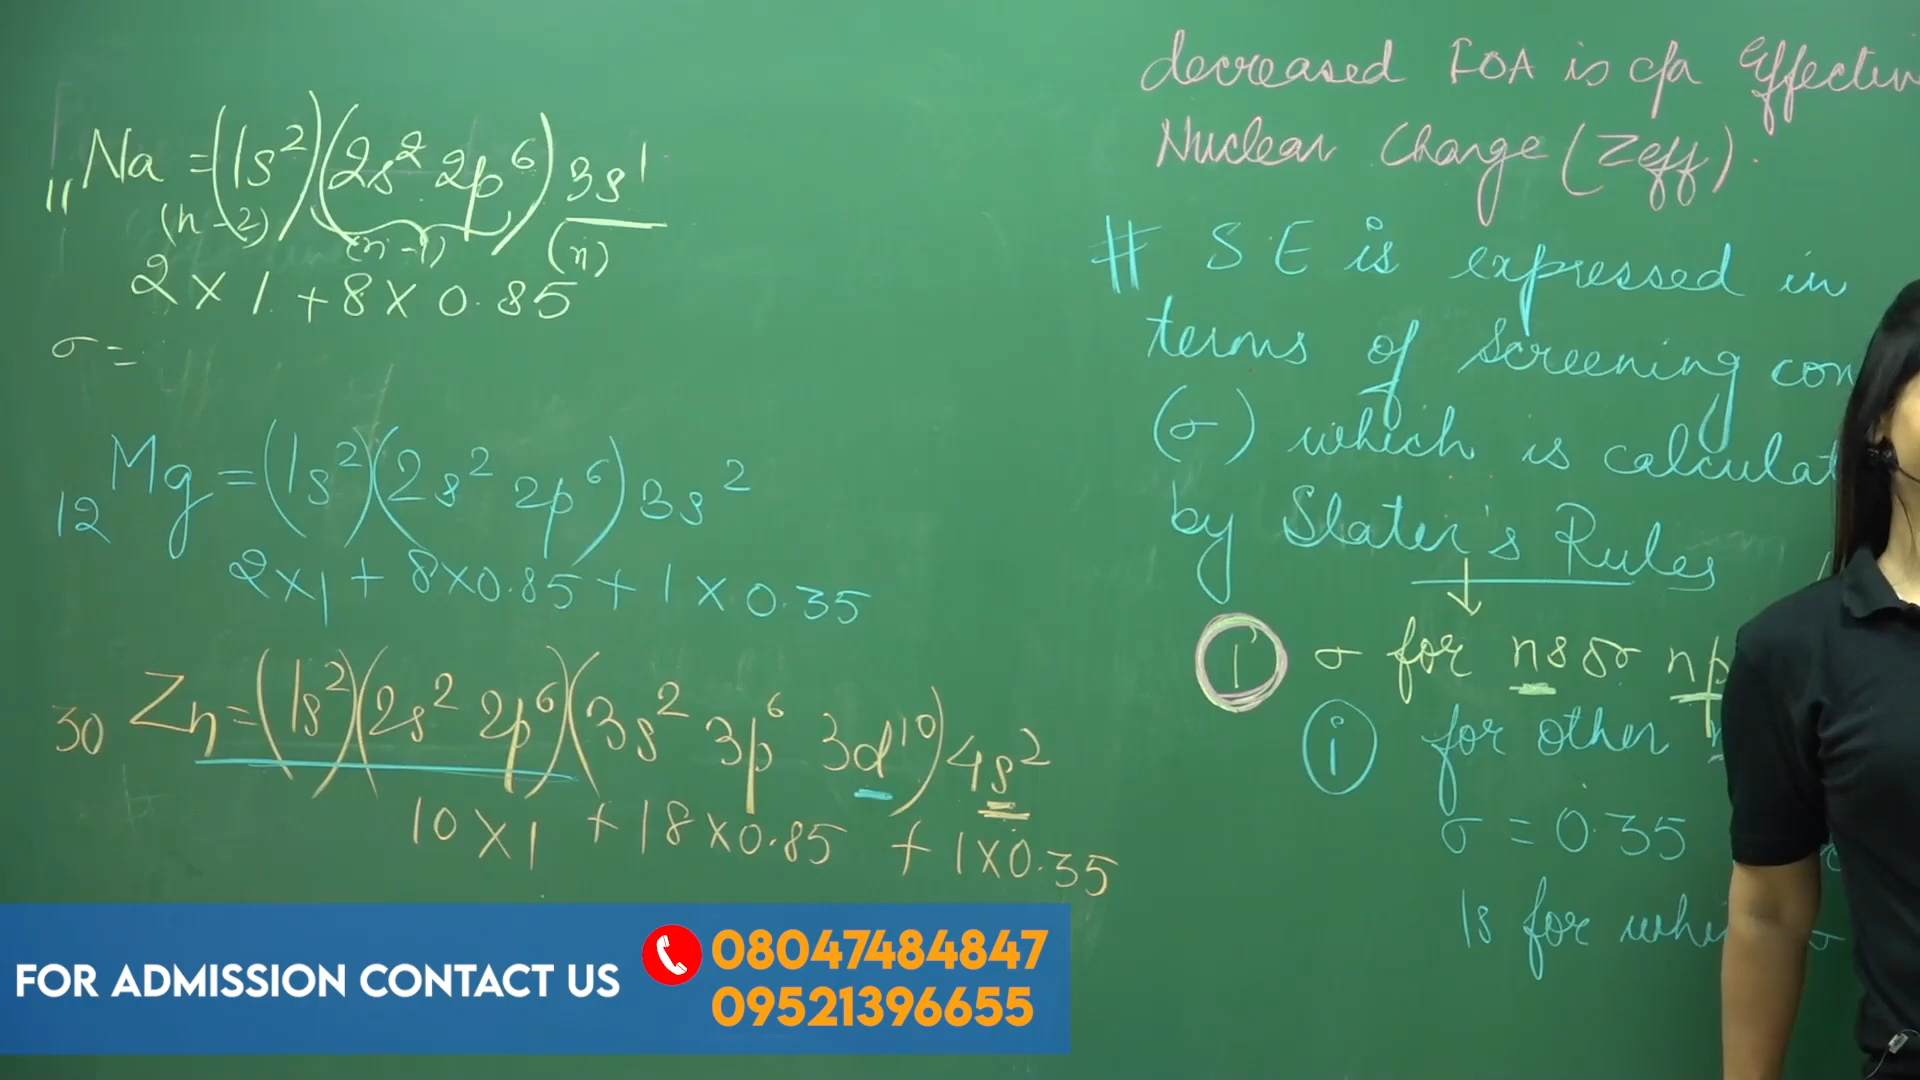 ₁₁Na = (1s²)(2s² 2p⁶) 3s¹
(n-2) (n-1) (n)
2 × 1 + 8 × 0.85
σ =
₁₂Mg = (1s²)(2s² 2p⁶) 3s²
2×1 + 8×0.85 + 1 × 0.35
₃₀Zn = (1s²)(2s² 2p⁶)(3s² 3p⁶ 3d¹⁰) 4s²
10 × 1 + 18 × 0.85 + 1 × 0.35
decreased FOA is c/a Effectiv
Nuclear Charge (Zeff).
# S.E is expressed in
terms of screening con
(σ) which is calculat
by Slater's Rules
↓
① σ for ns or np
ⓘ for other
σ = 0.35
1s for whi σ
FOR ADMISSION CONTACT US
08047484847
09521396655